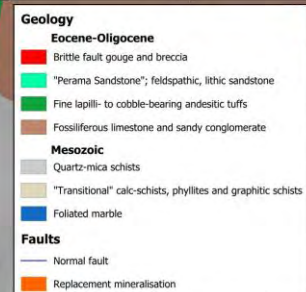 Geology
Eocene-Oligocene
Brittle fault gouge and breccia
"Perama Sandstone"; feldspathic, lithic sandstone
Fine lapilli- to cobble-bearing andesitic tuffs
Fossiliferous limestone and sandy conglomerate
Mesozoic
Quartz-mica schists
"Transitional" calc-schists, phyllites and graphitic schists
Foliated marble
Faults
Normal fault
Replacement mineralisation